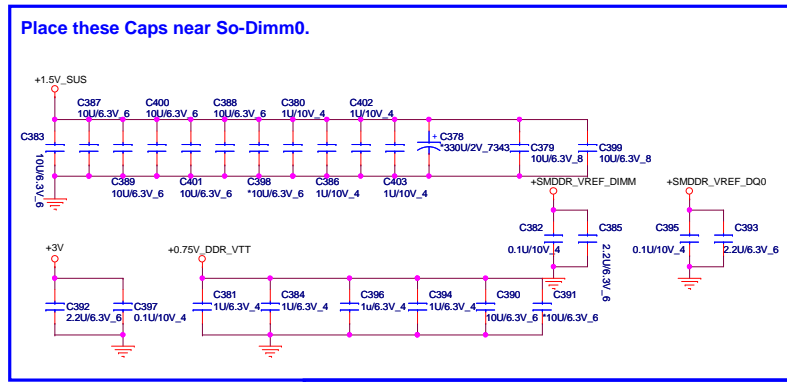 Place these Caps near So-Dimm0.
+1.5V_SUS
C383
10U/6.3V_6
C387
10U/6.3V_6
C389
10U/6.3V_6
C400
10U/6.3V_6
C401
10U/6.3V_6
C388
10U/6.3V_6
C398
*10U/6.3V_6
C380
1U/10V_4
C386
1U/10V_4
C402
1U/10V_4
C403
1U/10V_4
+
C378
*330U/2V_7343
C379
10U/6.3V_8
C399
10U/6.3V_8
+SMDDR_VREF_DIMM
C382
0.1U/10V_4
C385
2.2U/6.3V_6
+SMDDR_VREF_DQ0
C395
0.1U/10V_4
C393
2.2U/6.3V_6
+3V
C392
2.2U/6.3V_6
C397
0.1U/10V_4
+0.75V_DDR_VTT
C381
1U/6.3V_4
C384
1U/6.3V_4
C396
1u/6.3V_4
C394
1U/6.3V_4
C390
10U/6.3V_6
C391
*10U/6.3V_6